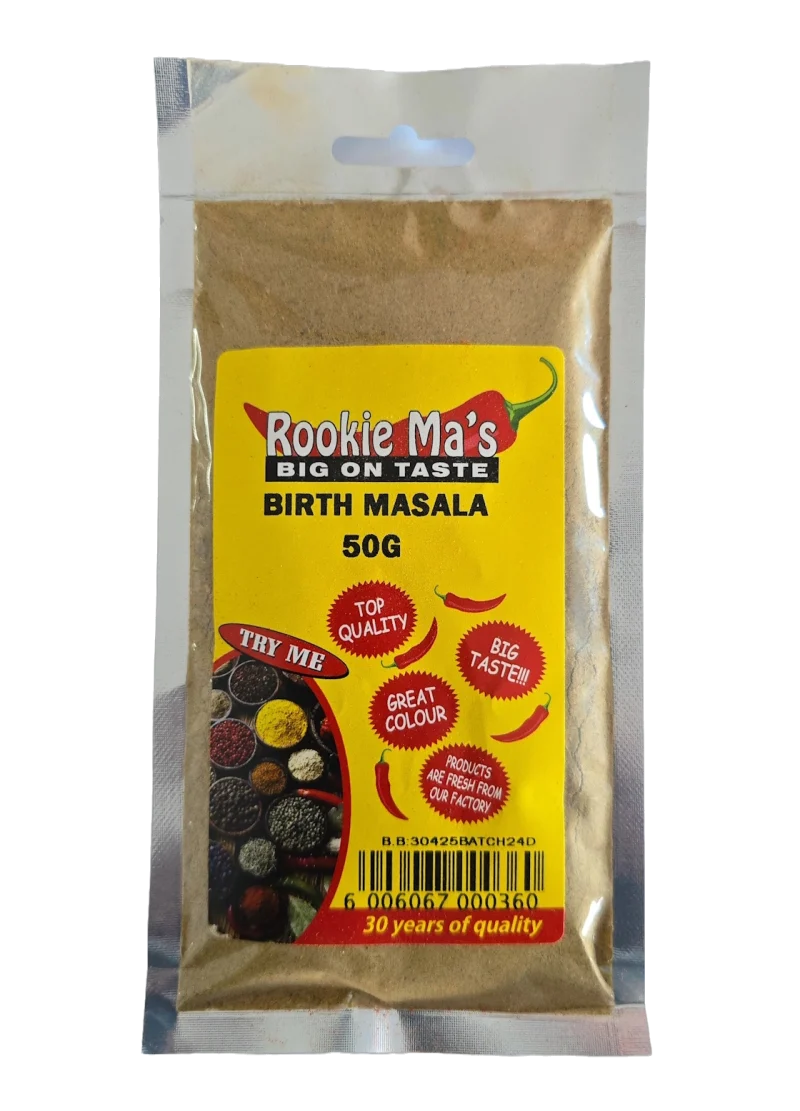 Rookie Ma's
BIG ON TASTE
BIRTH MASALA
50G
TOP
QUALITY
BIG
TASTE!!!
TRY ME
GREAT
COLOUR
PRODUCTS
ARE FRESH FROM
OUR FACTORY
B.B:30425BATCH24D
6 006067 000360
30 years of quality